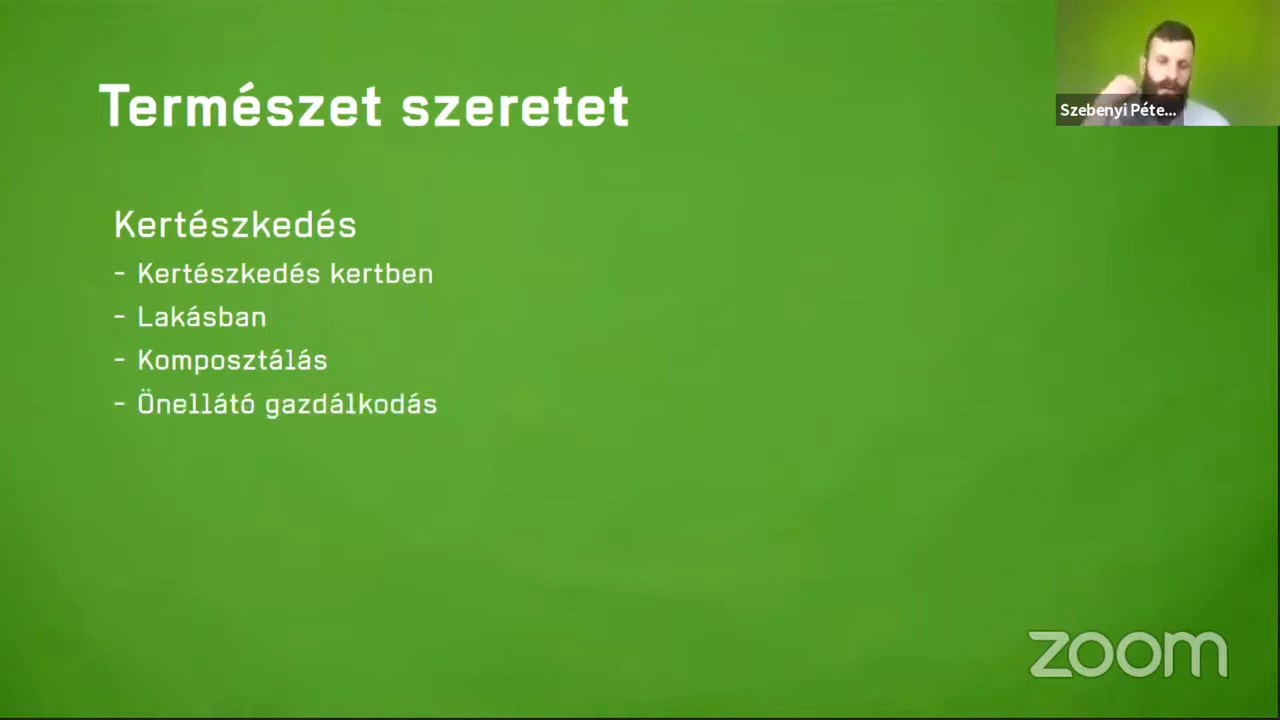 Természet szeretet
Szebenyi Péte...
Kertészkedés
- Kertészkedés kertben
- Lakásban
- Komposztálás
- Önellátó gazdálkodás
zoom